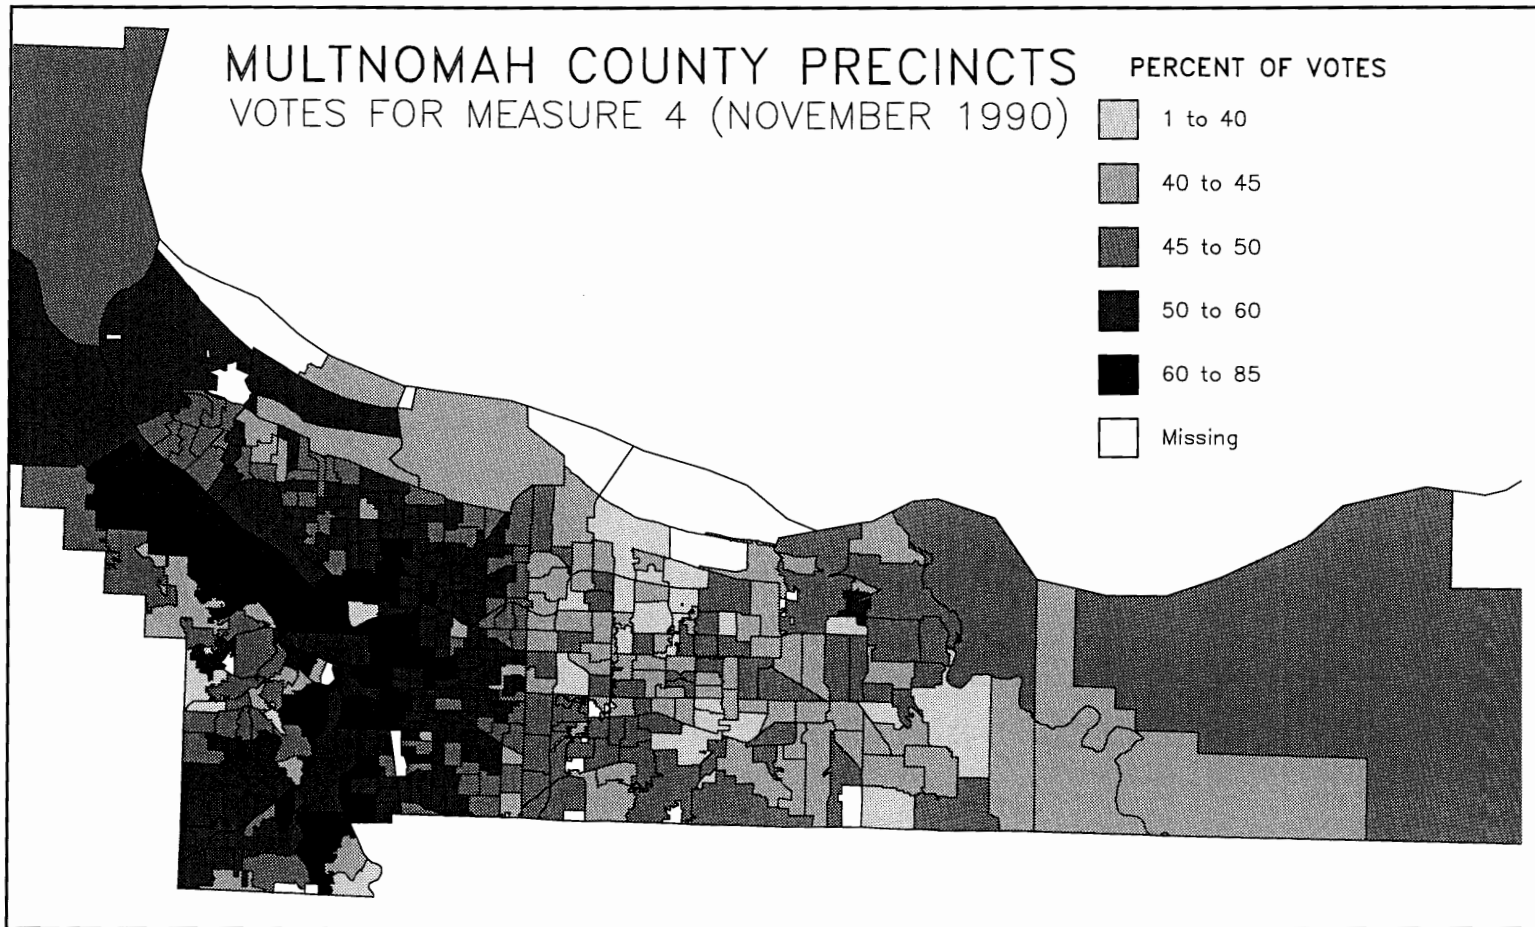 MULTNOMAH COUNTY PRECINCTS
VOTES FOR MEASURE 4 (NOVEMBER 1990)
PERCENT OF VOTES
1 to 40
40 to 45
45 to 50
50 to 60
60 to 85
Missing